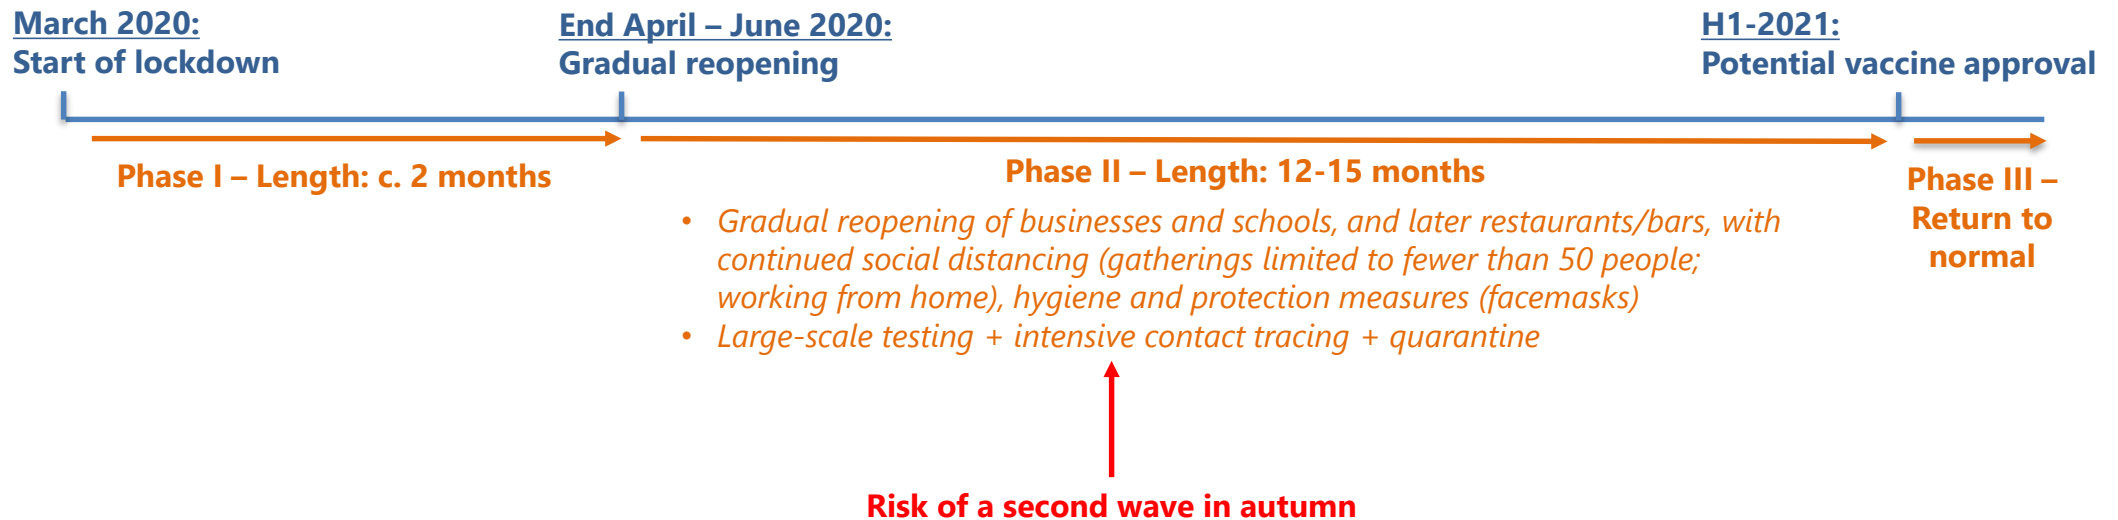 March 2020:
Start of lockdown
End April – June 2020:
Gradual reopening
H1-2021:
Potential vaccine approval
Phase I – Length: c. 2 months
Phase II – Length: 12-15 months
• Gradual reopening of businesses and schools, and later restaurants/bars, with
continued social distancing (gatherings limited to fewer than 50 people;
working from home), hygiene and protection measures (facemasks)
• Large-scale testing + intensive contact tracing + quarantine
Phase III –
Return to
normal
Risk of a second wave in autumn